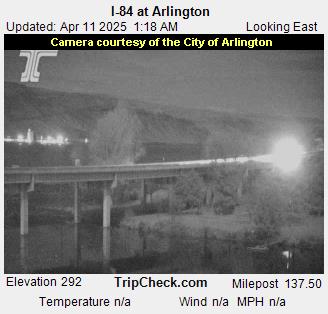 I-84 at Arlington
Updated: Apr 11 2025 1:18 AM Looking East
Camera courtesy of the City of Arlington
Elevation 292 TripCheck.com Milepost 137.50
Temperature n/a Wind n/a MPH n/a